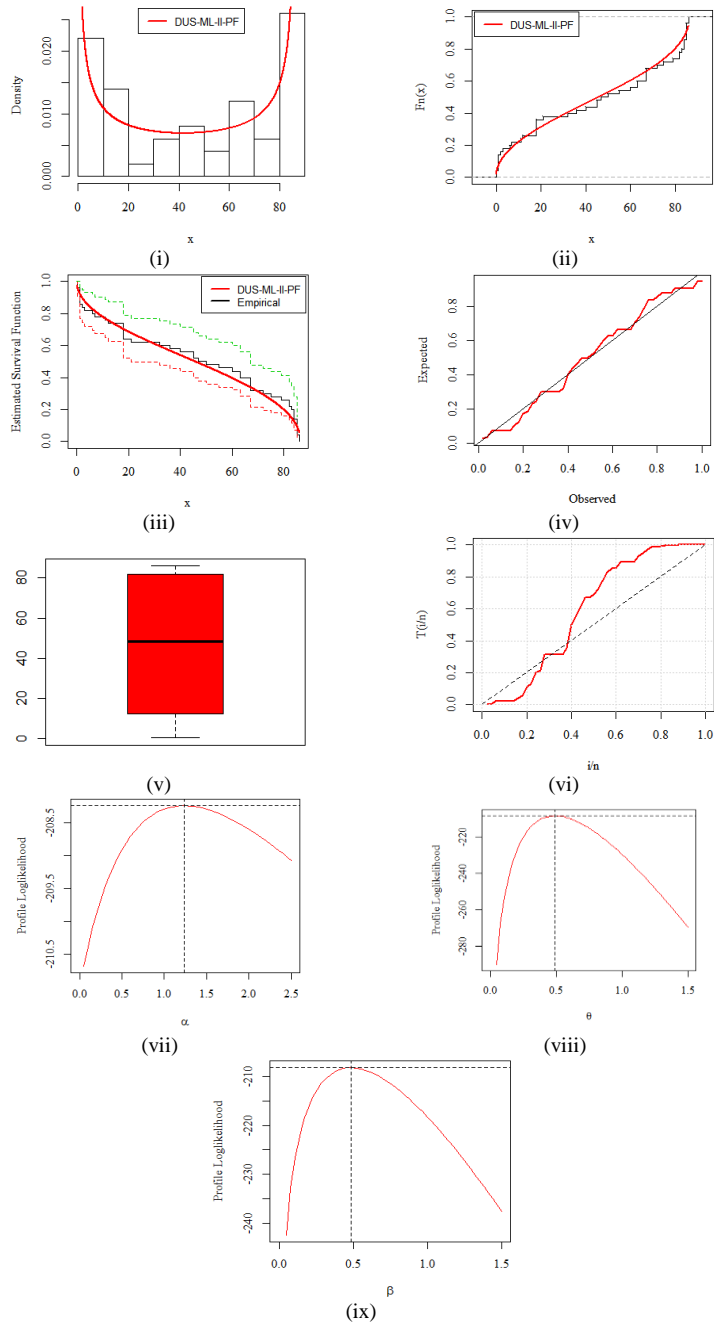 DUS-ML-II-PF
Density
0.000 0.010 0.020
0 20 40 60 80
x
(i)
DUS-ML-II-PF
Fn(x)
0.0 0.2 0.4 0.6 0.8 1.0
0 20 40 60 80
x
(ii)
DUS-ML-II-PF
Empirical
Estimated Survival Function
0.0 0.2 0.4 0.6 0.8 1.0
0 20 40 60 80
x
(iii)
Expected
0.0 0.2 0.4 0.6 0.8
0.0 0.2 0.4 0.6 0.8 1.0
Observed
(iv)
0 20 40 60 80
(v)
T(i/n)
0.0 0.2 0.4 0.6 0.8 1.0
0.0 0.2 0.4 0.6 0.8 1.0
i/n
(vi)
Profile Loglikelihood
-210.5 -209.5 -208.5
0.0 0.5 1.0 1.5 2.0 2.5
α
(vii)
Profile Loglikelihood
-280 -260 -240 -220
0.0 0.5 1.0 1.5
θ
(viii)
Profile Loglikelihood
-240 -230 -220 -210
0.0 0.5 1.0 1.5
β
(ix)